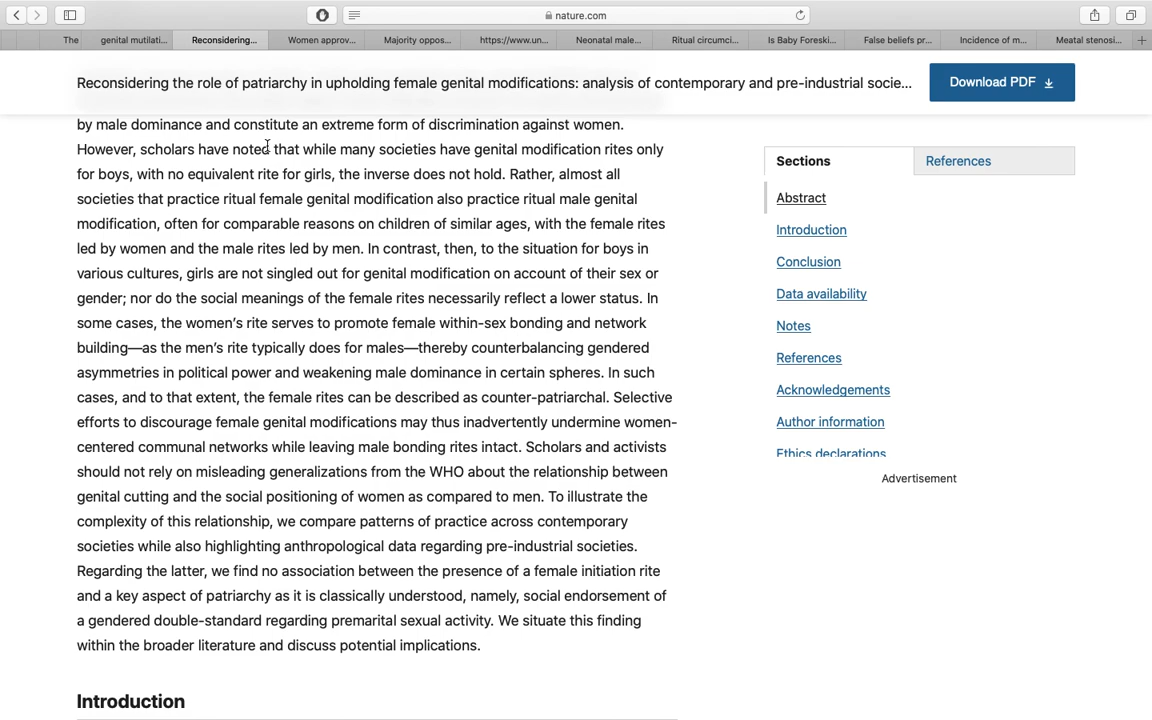 nature.com
The
genital mutilati...
Reconsidering...
Women approv...
Majority oppos...
https://www.un...
Neonatal male...
Ritual circumci...
Is Baby Foreski...
False beliefs pr...
Incidence of m...
Meatal stenosi...
Reconsidering the role of patriarchy in upholding female genital modifications: analysis of contemporary and pre-industrial socie...
Download PDF
by male dominance and constitute an extreme form of discrimination against women.
However, scholars have noted that while many societies have genital modification rites only
for boys, with no equivalent rite for girls, the inverse does not hold. Rather, almost all
societies that practice ritual female genital modification also practice ritual male genital
modification, often for comparable reasons on children of similar ages, with the female rites
led by women and the male rites led by men. In contrast, then, to the situation for boys in
various cultures, girls are not singled out for genital modification on account of their sex or
gender; nor do the social meanings of the female rites necessarily reflect a lower status. In
some cases, the women's rite serves to promote female within-sex bonding and network
building—as the men's rite typically does for males—thereby counterbalancing gendered
asymmetries in political power and weakening male dominance in certain spheres. In such
cases, and to that extent, the female rites can be described as counter-patriarchal. Selective
efforts to discourage female genital modifications may thus inadvertently undermine women-
centered communal networks while leaving male bonding rites intact. Scholars and activists
should not rely on misleading generalizations from the WHO about the relationship between
genital cutting and the social positioning of women as compared to men. To illustrate the
complexity of this relationship, we compare patterns of practice across contemporary
societies while also highlighting anthropological data regarding pre-industrial societies.
Regarding the latter, we find no association between the presence of a female initiation rite
and a key aspect of patriarchy as it is classically understood, namely, social endorsement of
a gendered double-standard regarding premarital sexual activity. We situate this finding
within the broader literature and discuss potential implications.
Introduction
Sections
References
Abstract
Introduction
Conclusion
Data availability
Notes
References
Acknowledgements
Author information
Ethics declarations
Advertisement